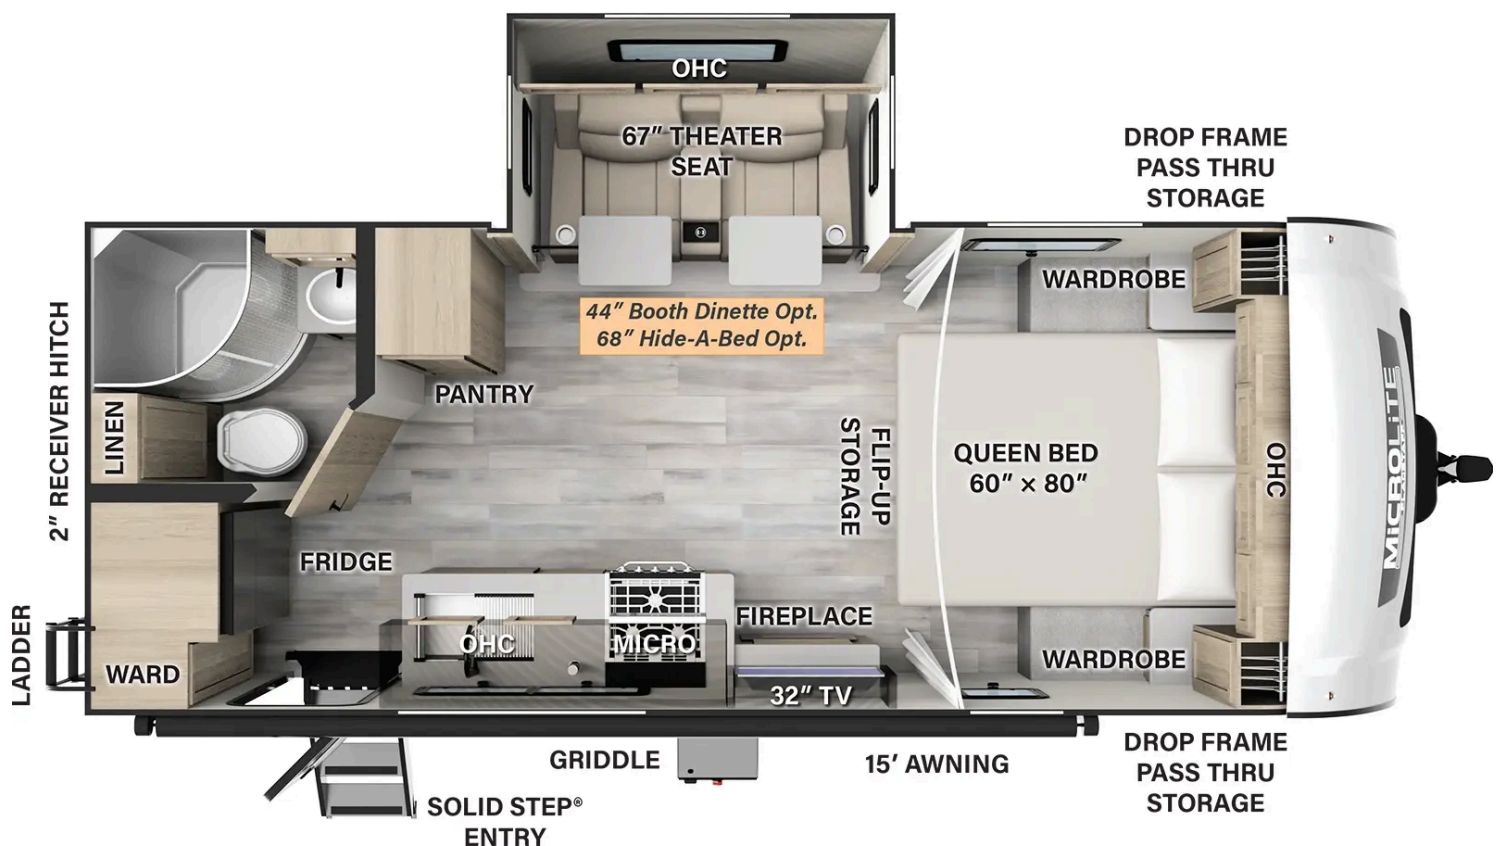 OHC
67″ THEATER
SEAT
DROP FRAME
PASS THRU
STORAGE
WARDROBE
44″ Booth Dinette Opt.
68″ Hide-A-Bed Opt.
2″ RECEIVER HITCH
PANTRY
LINEN
FLIP-UP
STORAGE
QUEEN BED
60″ × 80″
OHC
MiCROLiTE
FRIDGE
LADDER
WARD
OHC
MICRO
FIREPLACE
32″ TV
WARDROBE
GRIDDLE
15′ AWNING
DROP FRAME
PASS THRU
STORAGE
SOLID STEP®
ENTRY